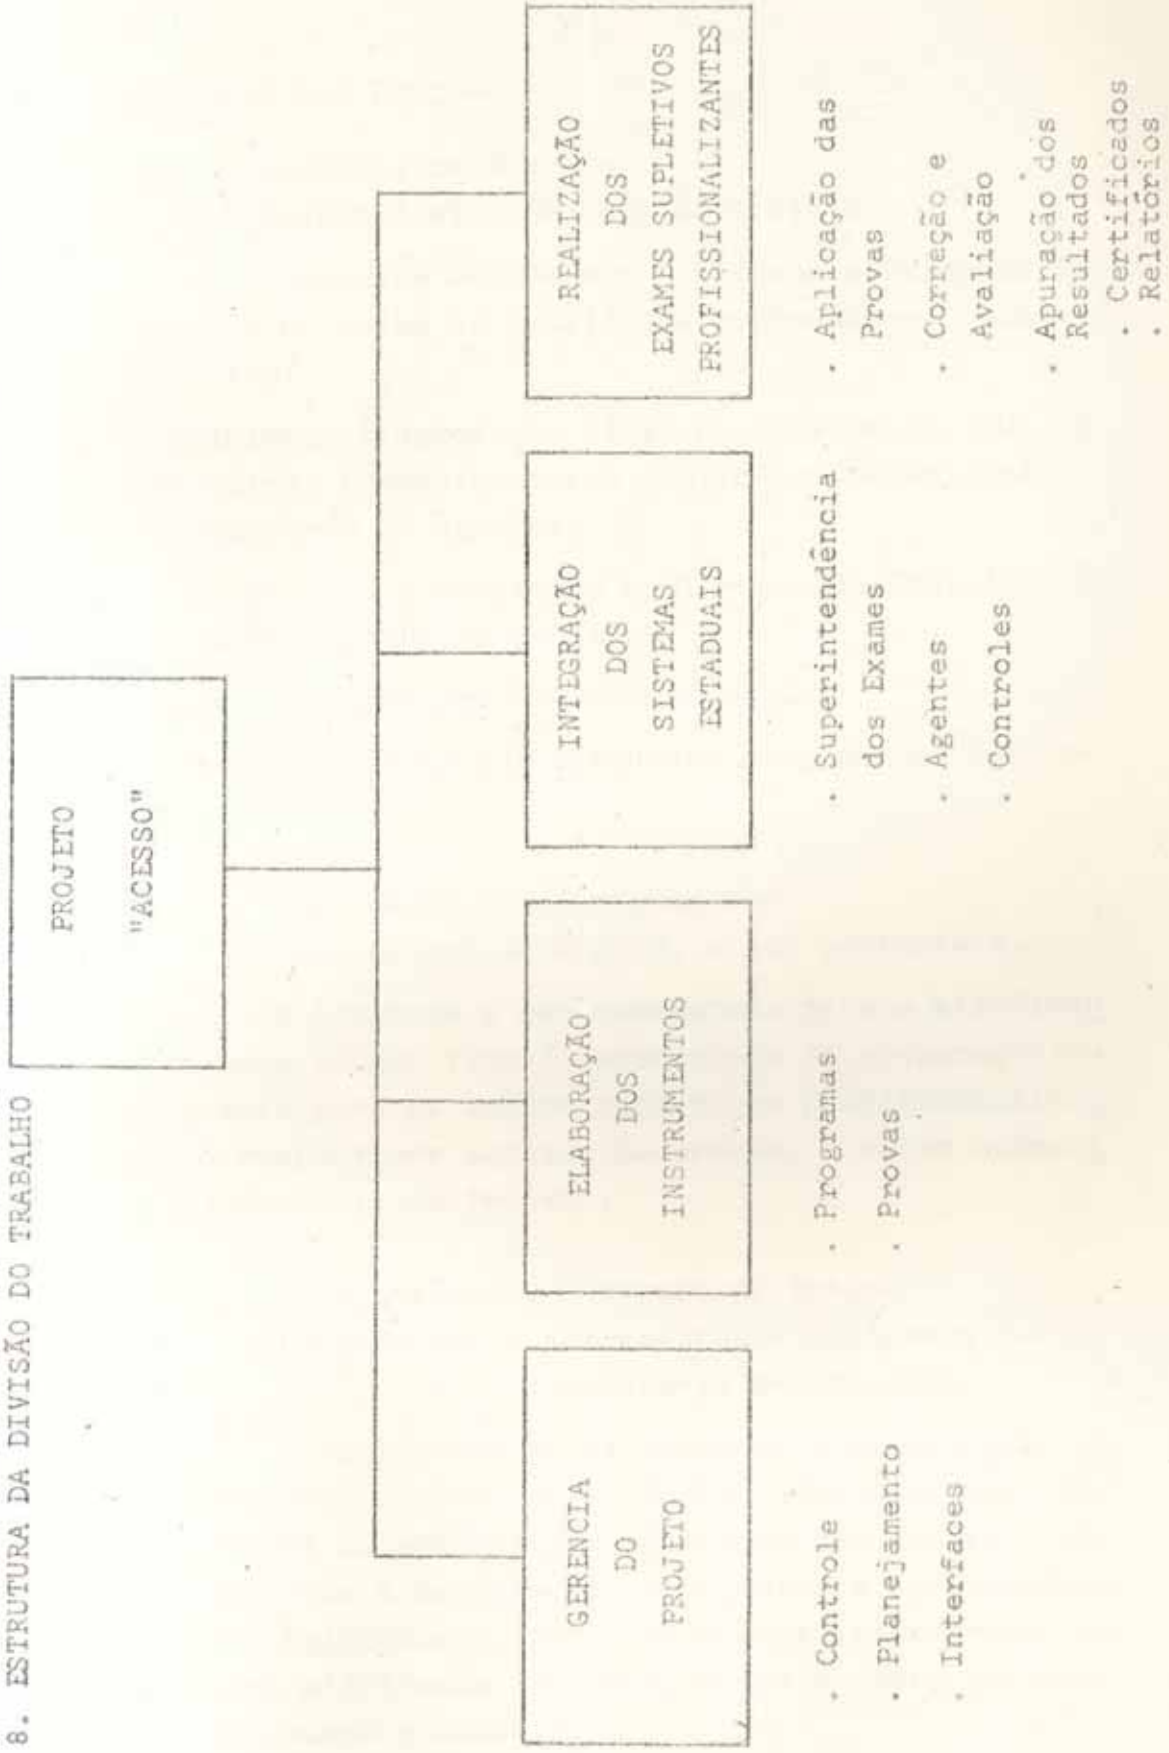 8. ESTRUTURA DA DIVISÃO DO TRABALHO
PROJETO
"ACESSO"
GERENCIA
DO
PROJETO
. Controle
. Planejamento
. Interfaces
ELABORAÇÃO
DOS
INSTRUMENTOS
. Programas
. Provas
INTEGRAÇÃO
DOS
SISTEMAS
ESTADUAIS
. Superintendência
dos Exames
. Agentes
. Controles
REALIZAÇÃO
DOS
EXAMES SUPLETIVOS
PROFISSIONALIZANTES
. Aplicação das
Provas
. Correção e
Avaliação
. Apuração dos
Resultados
. Certificados
. Relatórios